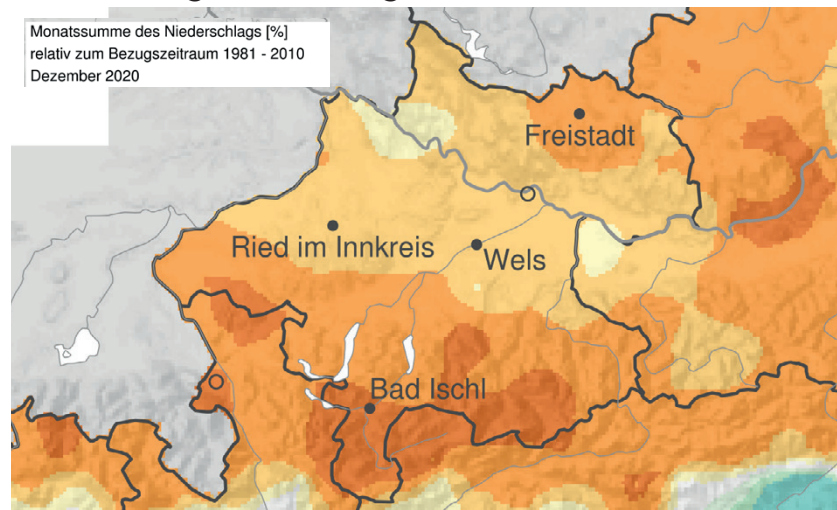 Monatssumme des Niederschlags [%]
relativ zum Bezugszeitraum 1981 - 2010
Dezember 2020
Freistadt
Ried im Innkreis
Wels
Bad Ischl